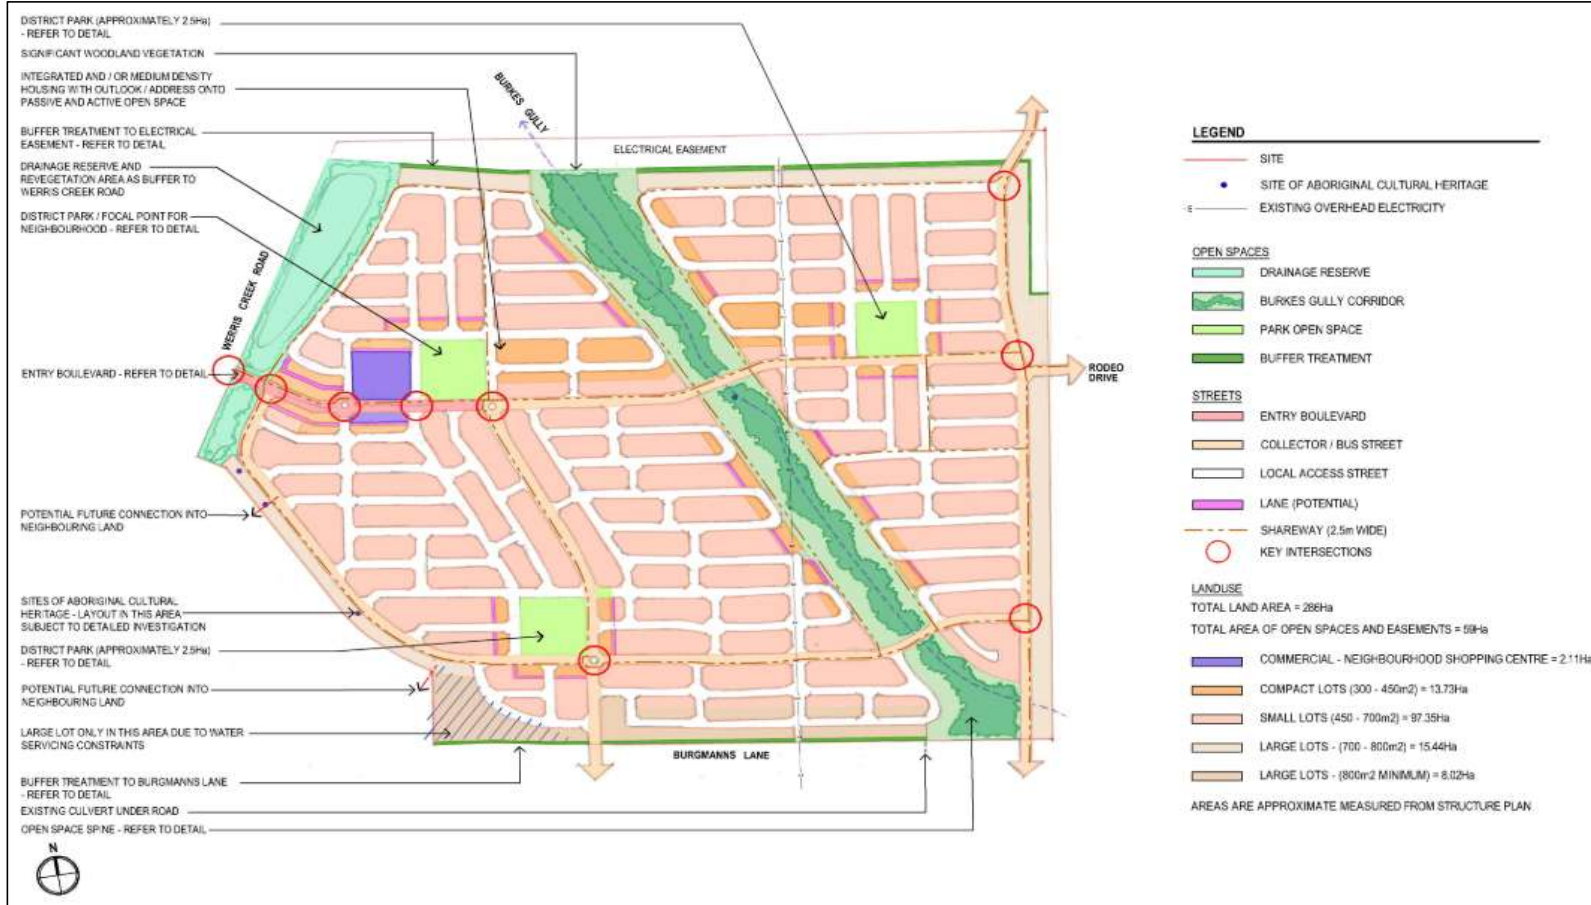 DISTRICT PARK (APPROXIMATELY 2.5Ha)
- REFER TO DETAIL
SIGNIFICANT WOODLAND VEGETATION
INTEGRATED AND / OR MEDIUM DENSITY
HOUSING WITH OUTLOOK / ADDRESS ONTO
PASSIVE AND ACTIVE OPEN SPACE
BUFFER TREATMENT TO ELECTRICAL
EASEMENT - REFER TO DETAIL
DRAINAGE RESERVE AND
REVEGETATION AREA AS BUFFER TO
WERRIS CREEK ROAD
DISTRICT PARK / FOCAL POINT FOR
NEIGHBOURHOOD - REFER TO DETAIL
ENTRY BOULEVARD - REFER TO DETAIL
POTENTIAL FUTURE CONNECTION INTO
NEIGHBOURING LAND
SITES OF ABORIGINAL CULTURAL
HERITAGE - LAYOUT IN THIS AREA
SUBJECT TO DETAILED INVESTIGATION
DISTRICT PARK (APPROXIMATELY 2.5Ha)
- REFER TO DETAIL
POTENTIAL FUTURE CONNECTION INTO
NEIGHBOURING LAND
LARGE LOT ONLY IN THIS AREA DUE TO WATER
SERVICING CONSTRAINTS
BUFFER TREATMENT TO BURGMANNS LANE
- REFER TO DETAIL
EXISTING CULVERT UNDER ROAD
OPEN SPACE SPINE - REFER TO DETAIL
N
BURKES GULLY
ELECTRICAL EASEMENT
WERRIS CREEK ROAD
RODEO
DRIVE
BURGMANNS LANE
LEGEND
SITE
SITE OF ABORIGINAL CULTURAL HERITAGE
E EXISTING OVERHEAD ELECTRICITY
OPEN SPACES
DRAINAGE RESERVE
BURKES GULLY CORRIDOR
PARK OPEN SPACE
BUFFER TREATMENT
STREETS
ENTRY BOULEVARD
COLLECTOR / BUS STREET
LOCAL ACCESS STREET
LANE (POTENTIAL)
SHAREWAY (2.5m WIDE)
KEY INTERSECTIONS
LANDUSE
TOTAL LAND AREA = 286Ha
TOTAL AREA OF OPEN SPACES AND EASEMENTS = 59Ha
COMMERCIAL - NEIGHBOURHOOD SHOPPING CENTRE = 2.11Ha
COMPACT LOTS (300 - 450m2) = 13.73Ha
SMALL LOTS (450 - 700m2) = 97.35Ha
LARGE LOTS - (700 - 800m2) = 15.44Ha
LARGE LOTS - (800m2 MINIMUM) = 8.02Ha
AREAS ARE APPROXIMATE MEASURED FROM STRUCTURE PLAN